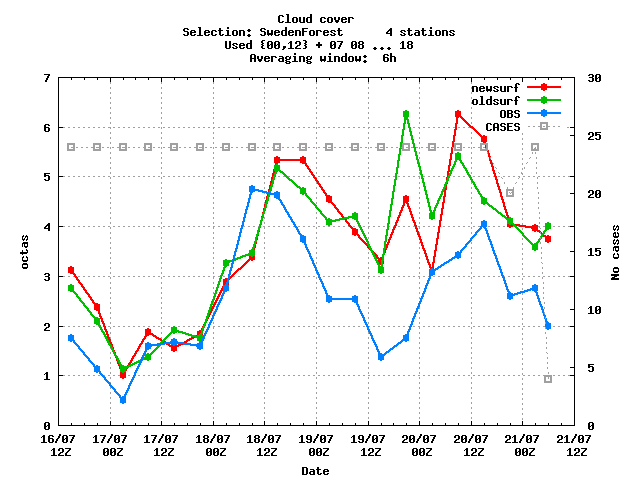 Cloud cover
Selection: SwedenForest      4 stations
Used {00,12} + 07 08 ... 18
Averaging window:  6h
newsurf
oldsurf
OBS
CASES
7
6
5
4
3
2
1
0
octas
30
25
20
15
10
5
0
No cases
16/07 17/07 17/07 18/07 18/07 19/07 19/07 20/07 20/07 21/07 21/07
12Z 00Z 12Z 00Z 12Z 00Z 12Z 00Z 12Z 00Z 12Z
Date